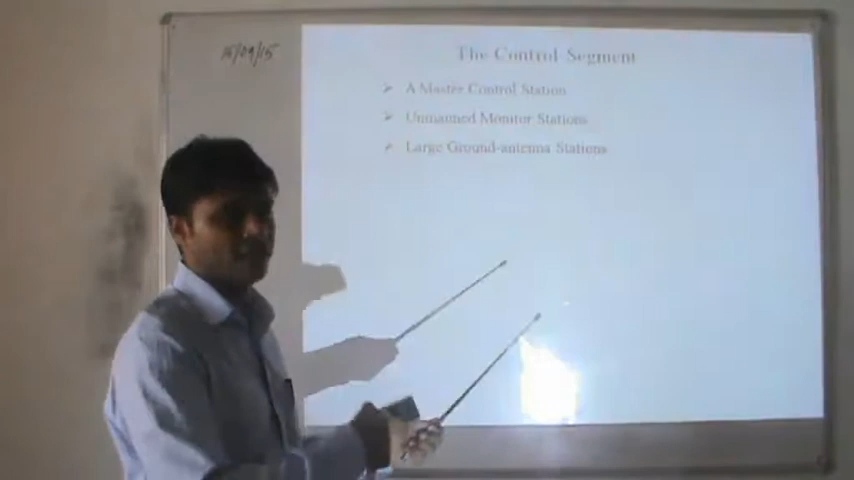 15/09/15
The Control Segment
➢ A Master Control Station
➢ Unmanned Monitor Stations
➢ Large Ground-antenna Stations